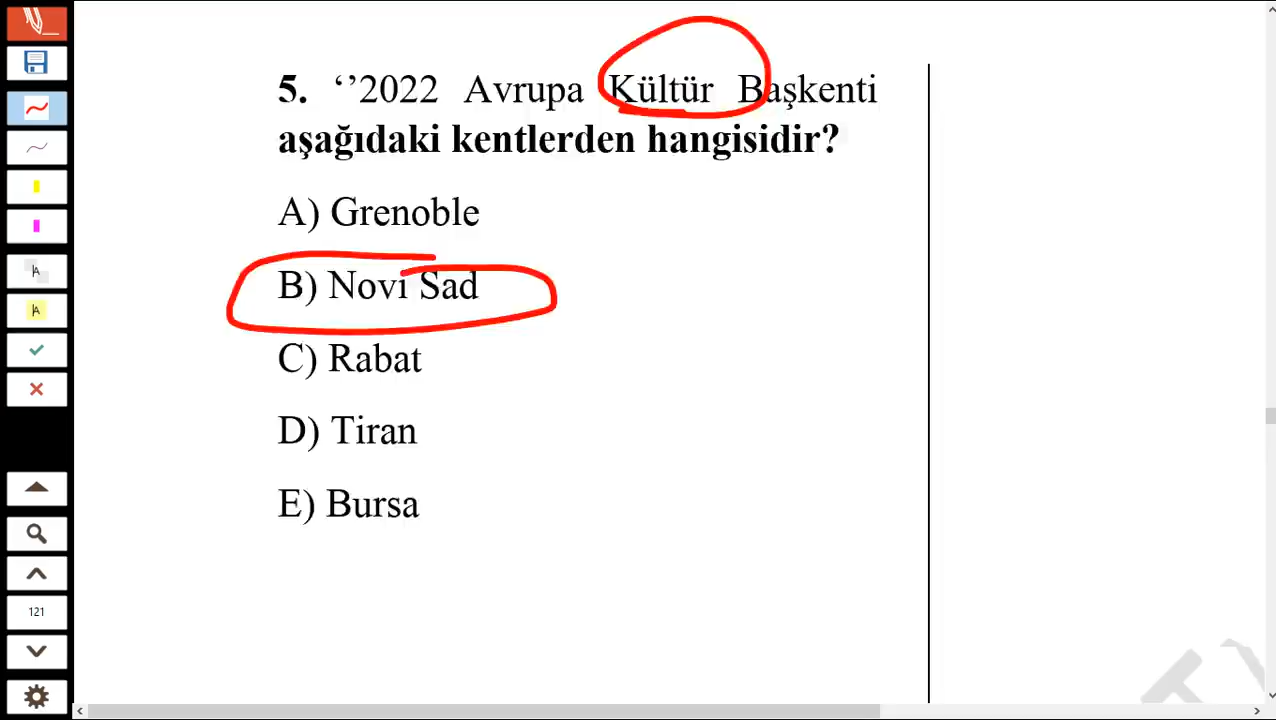 5. ‘’2022 Avrupa Kültür Başkenti
aşağıdaki kentlerden hangisidir?
A) Grenoble
B) Novi Sad
C) Rabat
D) Tiran
E) Bursa
A
A
121